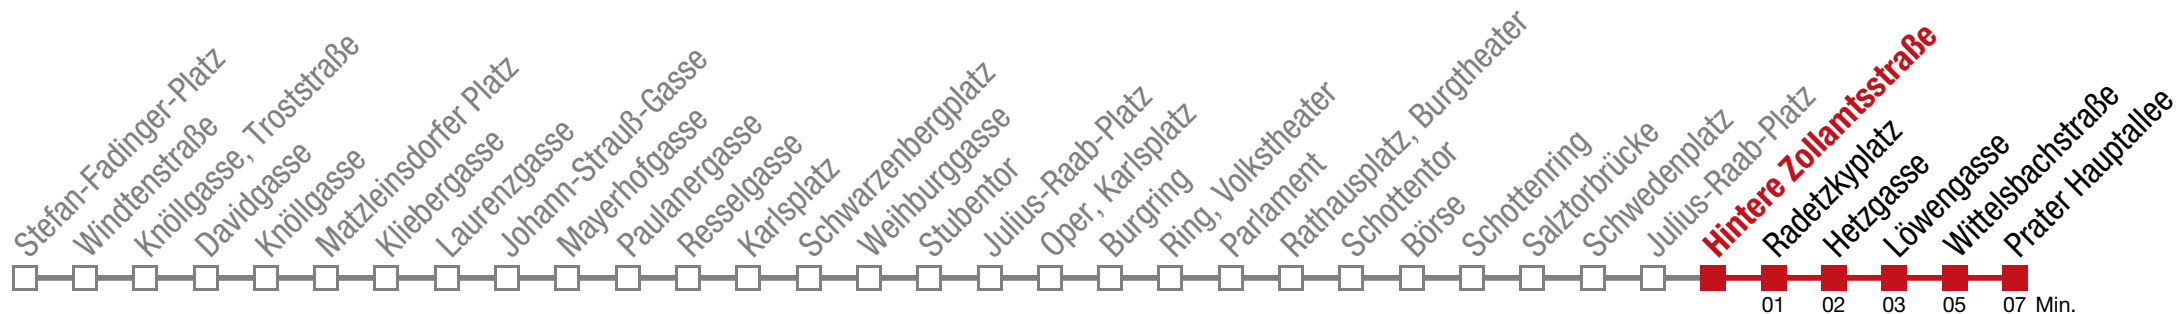 Stefan-Fadinger-Platz
Windtenstraße
Knöllgasse, Troststraße
Davidgasse
Knöllgasse
Matzleinsdorfer Platz
Kliebergasse
Laurenzgasse
Johann-Strauß-Gasse
Mayerhofgasse
Paulanergasse
Resselgasse
Karlsplatz
Schwarzenbergplatz
Weihburggasse
Stubentor
Julius-Raab-Platz
Oper, Karlsplatz
Burgring
Ring, Volkstheater
Parlament
Rathausplatz, Burgtheater
Schottentor
Börse
Schottenring
Salztorbrücke
Schwedenplatz
Julius-Raab-Platz
Hintere Zollamtsstraße
Radetzkyplatz
Hetzgasse
Löwengasse
Wittelsbachstraße
Prater Hauptallee
01 02 03 05 07 Min.